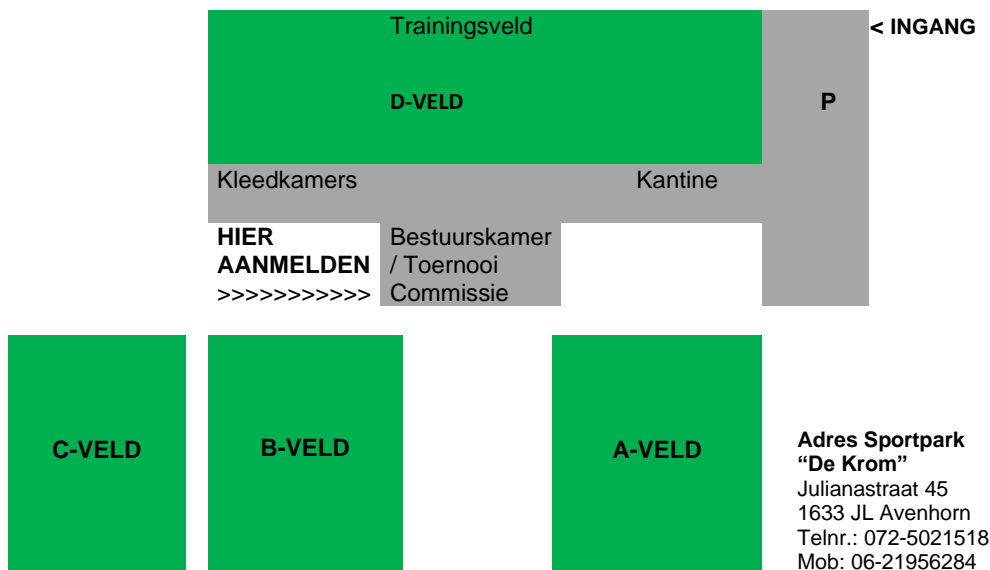 Trainingsveld
< INGANG
D-VELD
P
Kleedkamers
Kantine
HIER
AANMELDEN
>>>>>>>>>>>
Bestuurskamer
/ Toernooi
Commissie
C-VELD
B-VELD
A-VELD
Adres Sportpark
“De Krom”
Julianastraat 45
1633 JL Avenhorn
Telnr.: 072-5021518
Mob: 06-21956284